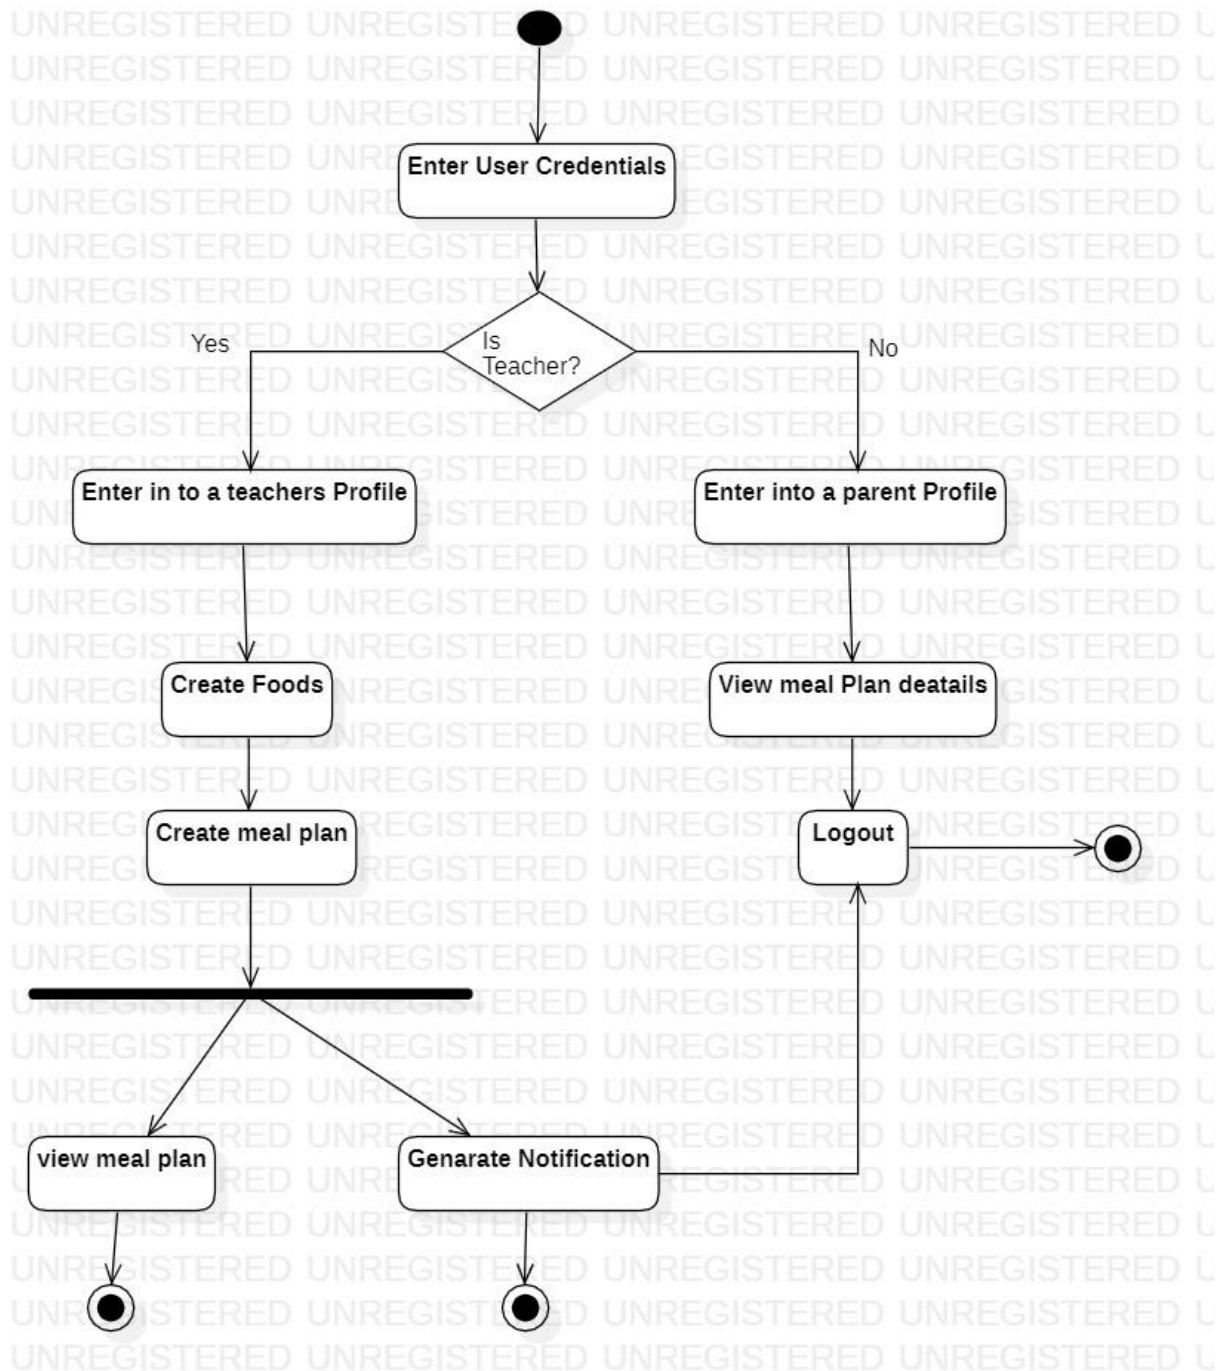 Enter User Credentials
Yes
Is
Teacher?
No
Enter in to a teachers Profile
Enter into a parent Profile
Create Foods
View meal Plan deatails
Create meal plan
Logout
view meal plan
Genarate Notification
UNREGISTERED